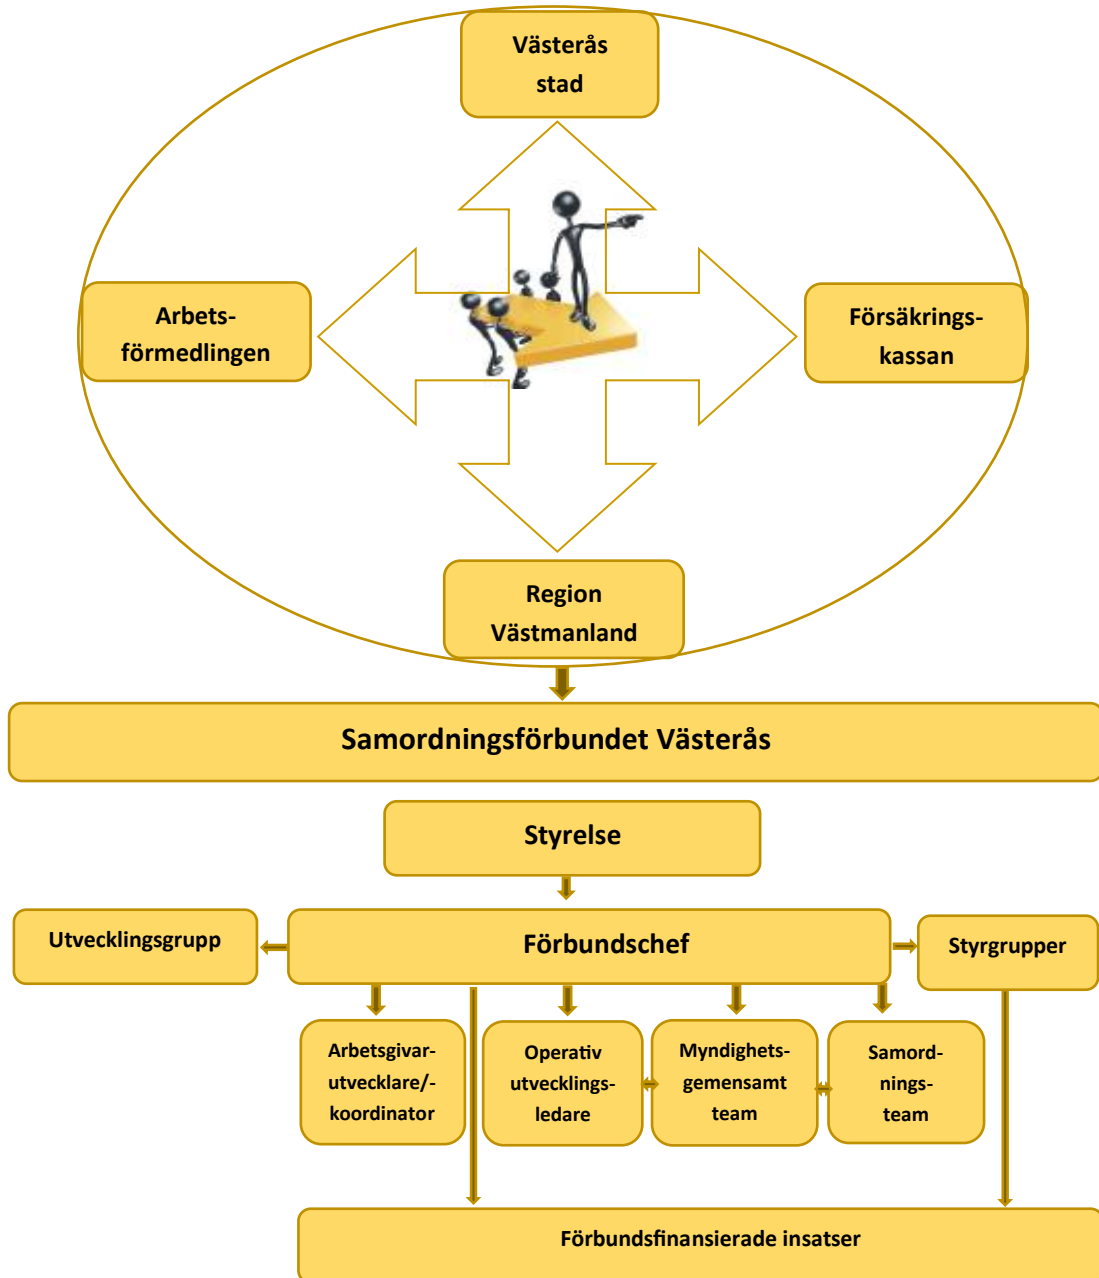 Västerås
stad
Arbets-
förmedlingen
Försäkrings-
kassan
Region
Västmanland
Samordningsförbundet Västerås
Styrelse
Utvecklingsgrupp
Förbundschef
Styrgrupper
Arbetsgivar-
utvecklare/-
koordinator
Operativ
utvecklings-
ledare
Myndighets-
gemensamt
team
Samord-
nings-
team
Förbundsfinansierade insatser